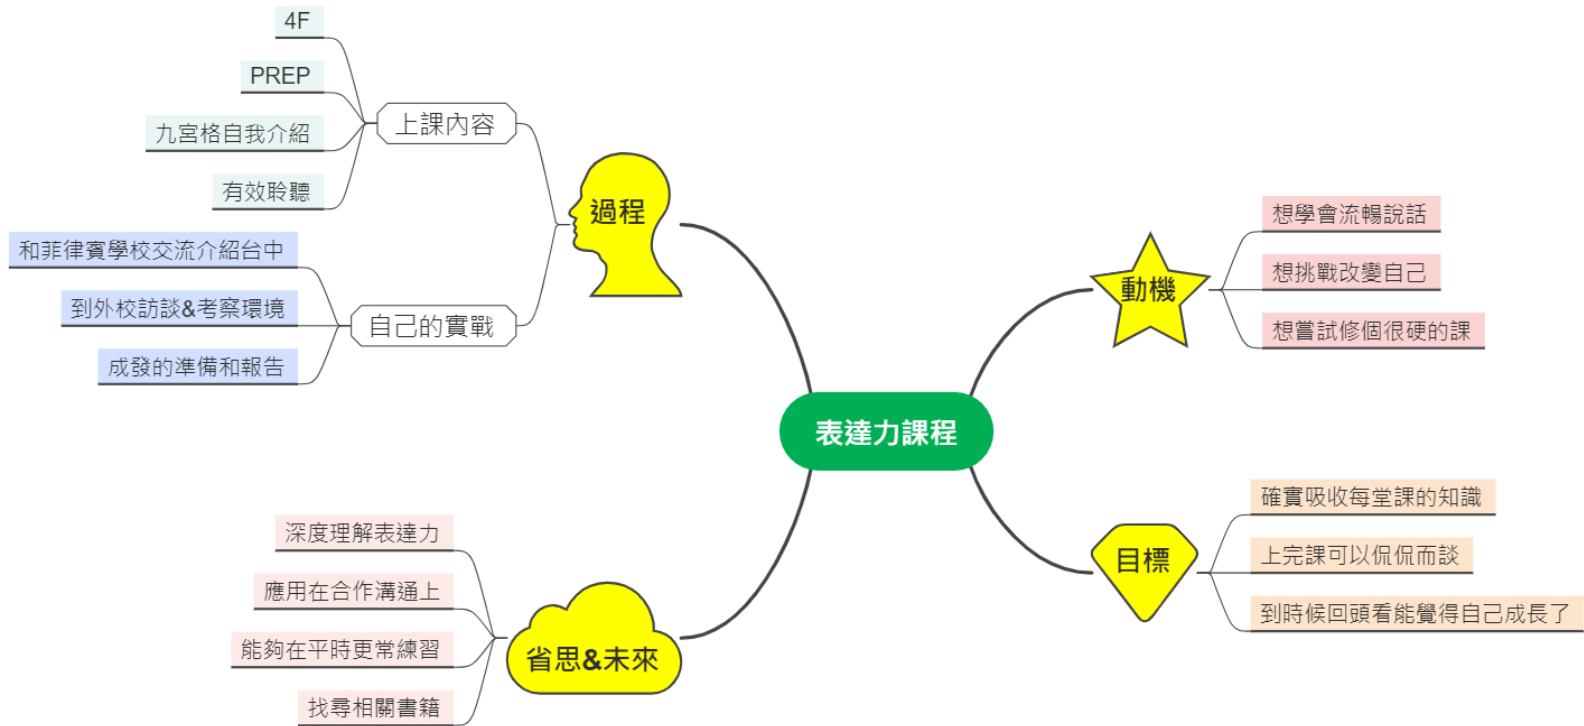 表達力課程
動機
想學會流暢說話
想挑戰改變自己
想嘗試修個很硬的課
目標
確實吸收每堂課的知識
上完課可以侃侃而談
到時候回頭看能覺得自己成長了
過程
上課內容
4F
PREP
九宮格自我介紹
有效聆聽
自己的實戰
和菲律賓學校交流介紹台中
到外校訪談&考察環境
成發的準備和報告
省思&未來
深度理解表達力
應用在合作溝通上
能夠在平時更常練習
找尋相關書籍